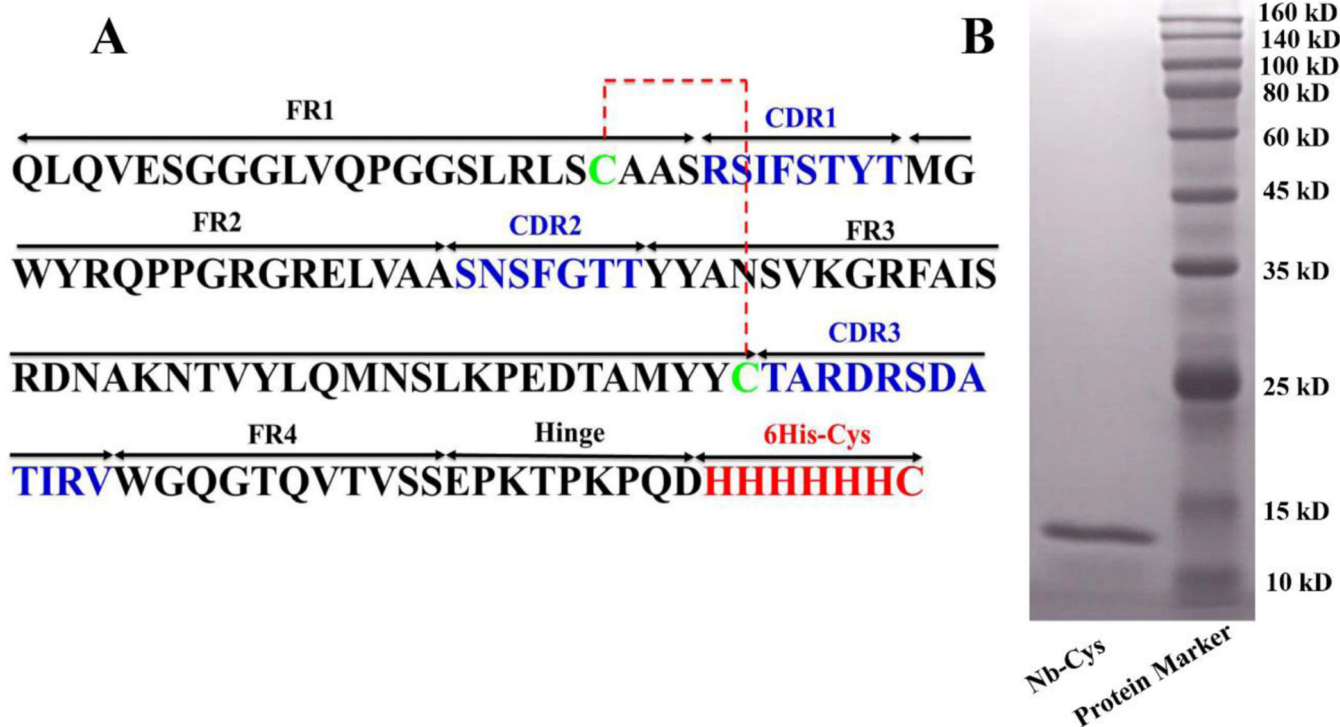 A
B
FR1
CDR1
QLQVESGGGLVQPGGSLRLSCAASRSIFSTYTMG
FR2
CDR2
FR3
WYRQPPGRGRELVAASNSFGTTYYANSVKGRFAIS
CDR3
RDNAKNTVYLQMNSLKPEDTAMYYCTARDRSDA
FR4
Hinge
6His-Cys
TIRVWGQGTQVTVSSEPKTPKPQDHHHHHHC
160 kD
140 kD
100 kD
80 kD
60 kD
45 kD
35 kD
25 kD
15 kD
10 kD
Nb-Cys
Protein Marker